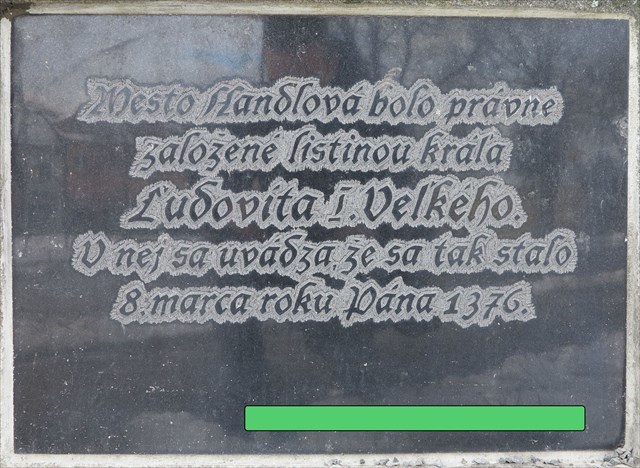 Mesto Handlová bolo právne
založené listinou kráľa
Ľudovíta I. Veľkého.
V nej sa uvádza, že sa tak stalo
8. marca roku Pána 1376.